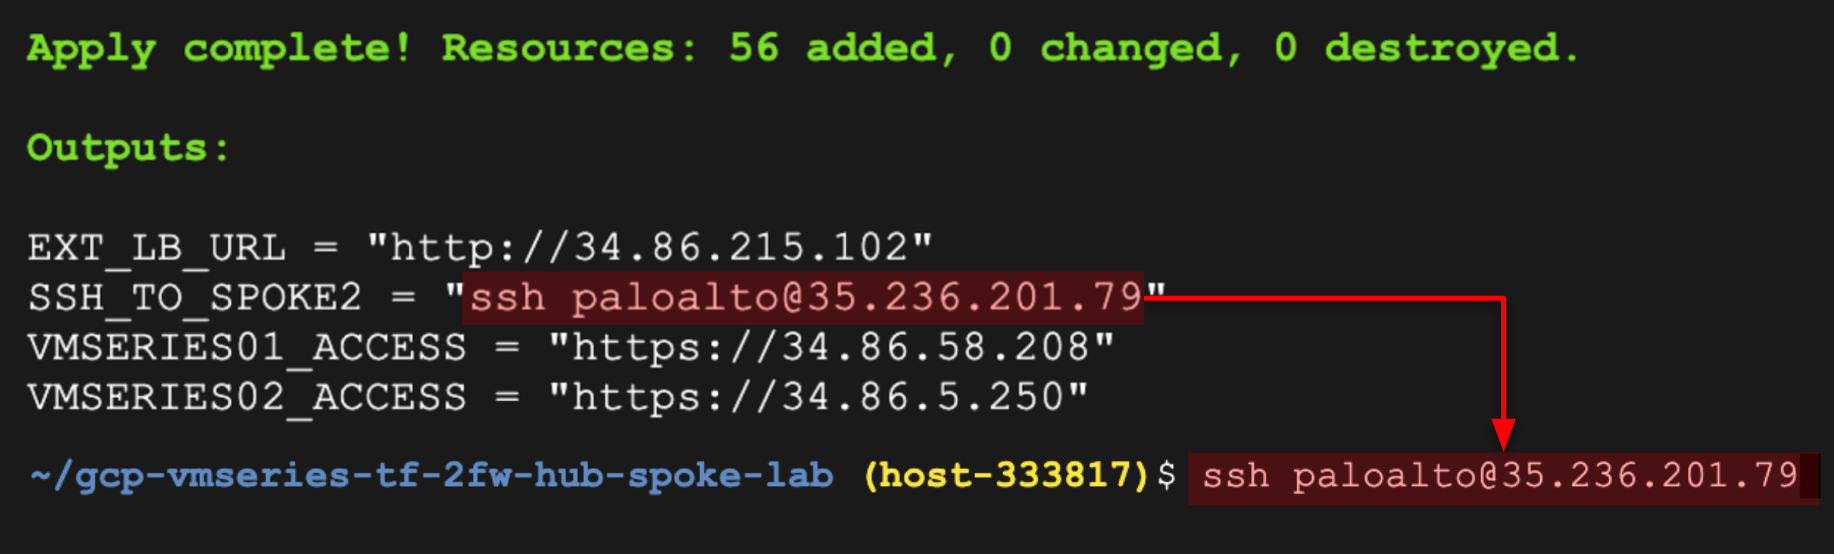 Apply complete! Resources: 56 added, 0 changed, 0 destroyed.
Outputs:
EXT_LB_URL = "http://34.86.215.102"
SSH_TO_SPOKE2 = "ssh paloalto@35.236.201.79"
VMSERIES01_ACCESS = "https://34.86.58.208"
VMSERIES02_ACCESS = "https://34.86.5.250"
~/gcp-vmseries-tf-2fw-hub-spoke-lab (host-333817)$ ssh paloalto@35.236.201.79